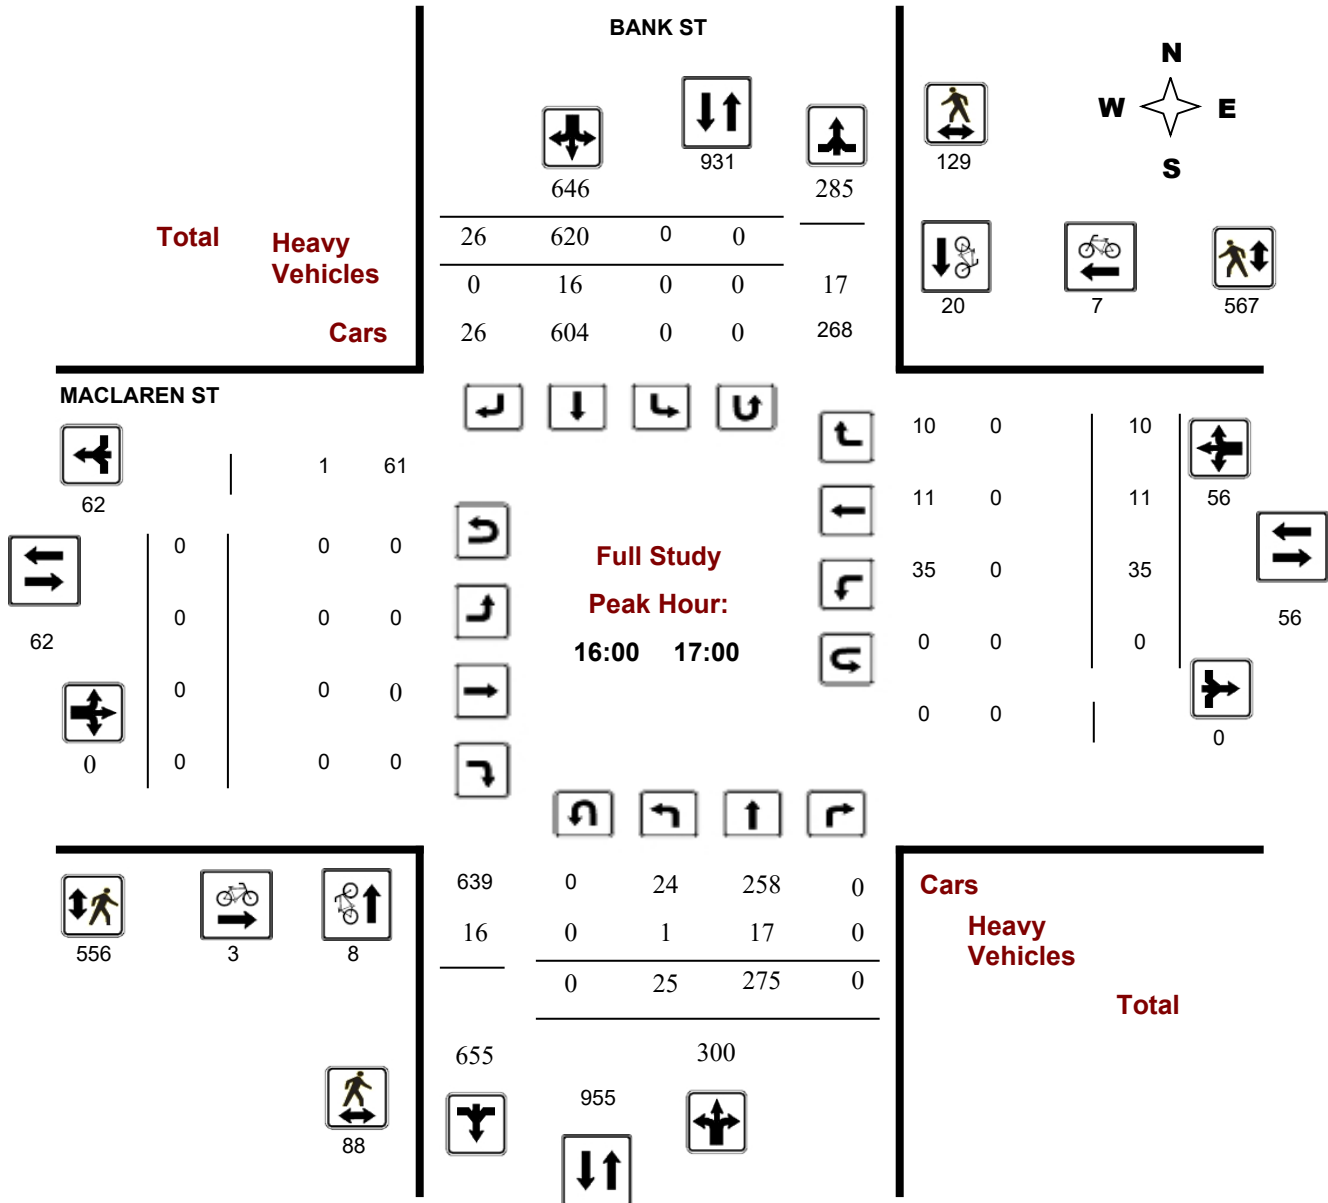 BANK ST
N
W E
S
931
129
646 285
Total Heavy Vehicles
26 620 0 0
0 16 0 0 17
20 7 567
Cars 26 604 0 0 268
MACLAREN ST
10 0 10
1 61
62
11 0 11 56
0 0 0
Full Study
35 0 35
Peak Hour:
0 0 0
56
62
16:00 17:00
0 0 0
0 0 0
0 0
0
0 0 0 0
639 0 24 258 0 Cars
16 0 1 17 0 Heavy Vehicles
556 3 8
0 25 275 0
Total
655 300
955
88